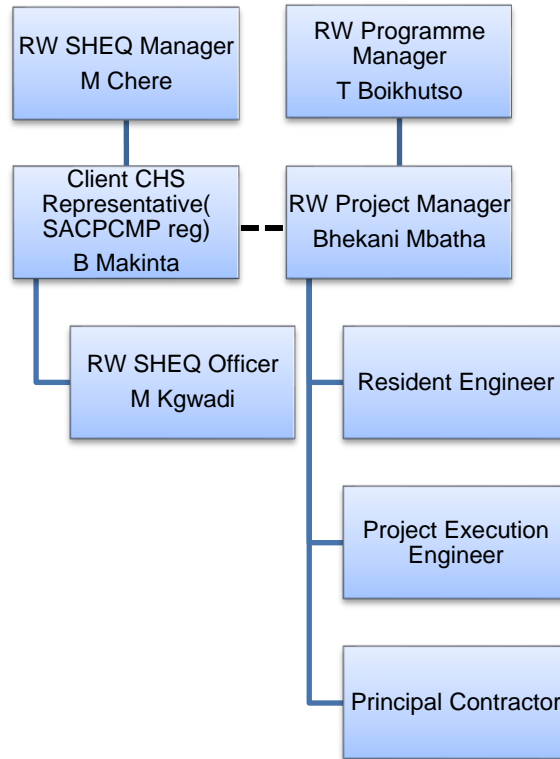 RW SHEQ Manager
M Chere
RW Programme
Manager
T Boikhutso
Client CHS
Representative(
SACPCMP reg)
B Makinta
RW Project Manager
Bhekani Mbatha
RW SHEQ Officer
M Kgwadi
Resident Engineer
Project Execution
Engineer
Principal Contractor